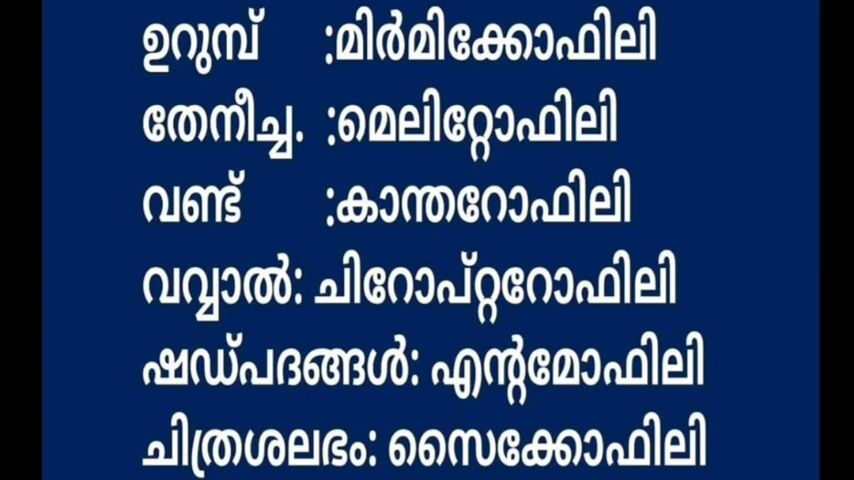 ഉറുമ്പ് :മിർമിക്കോഫിലി
തേനീച്ച. :മെലിറ്റോഫിലി
വണ്ട് :കാന്തറോഫിലി
വവ്വാൽ: ചിറോപ്റ്ററോഫിലി
ഷഡ്പദങ്ങൾ: എന്റമോഫിലി
ചിത്രശലഭം: സൈക്കോഫിലി